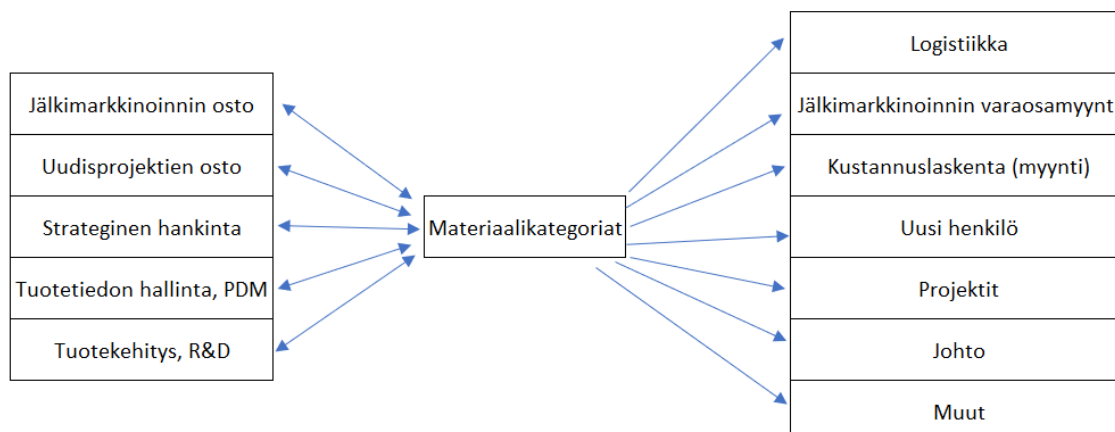 Jälkimarkkinoinnin osto
Uudisprojektien osto
Strateginen hankinta
Tuotetiedon hallinta, PDM
Tuotekehitys, R&D
Materiaalikategoriat
Logistiikka
Jälkimarkkinoinnin varaosamyynt
Kustannuslaskenta (myynti)
Uusi henkilö
Projektit
Johto
Muut